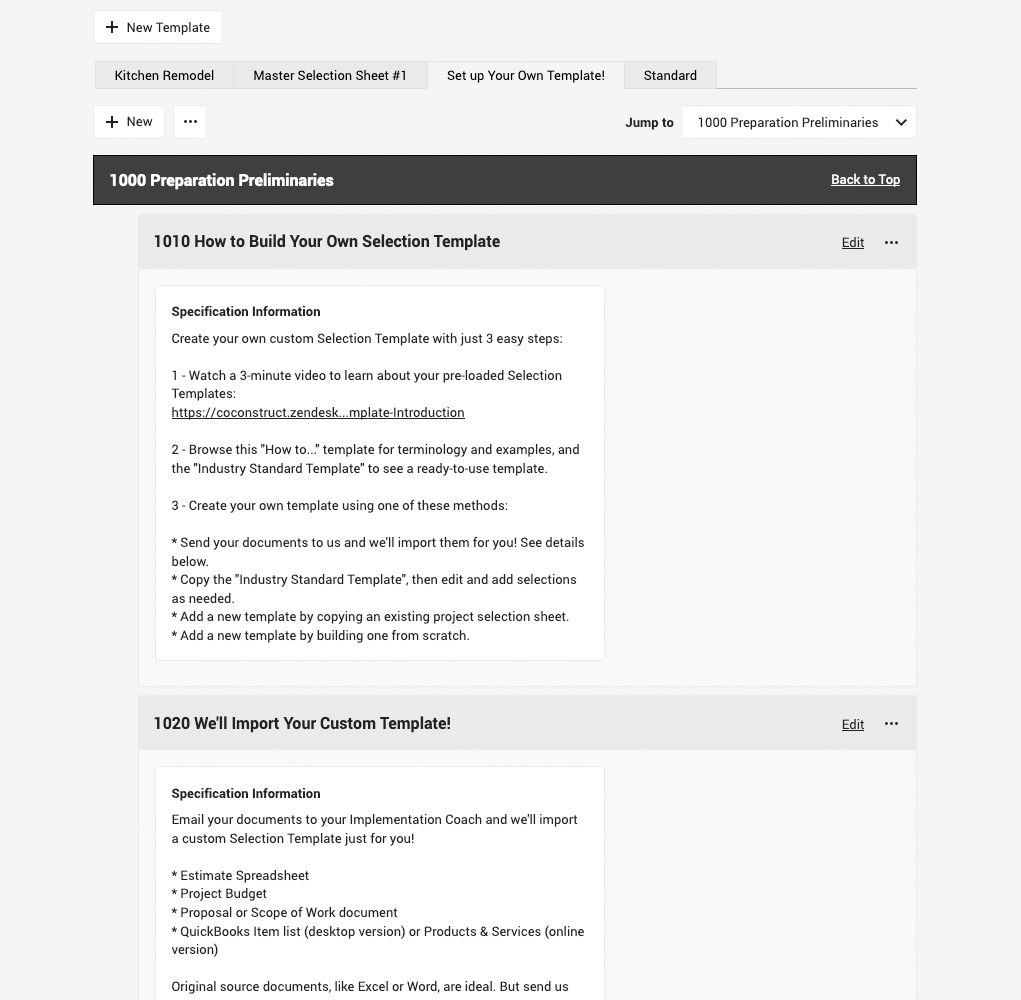 New Template
Kitchen Remodel
Master Selection Sheet #1
Set up Your Own Template!
Standard
New
Jump to
1000 Preparation Preliminaries
1000 Preparation Preliminaries
Back to Top
1010 How to Build Your Own Selection Template
Edit
Specification Information
Create your own custom Selection Template with just 3 easy steps:
1 - Watch a 3-minute video to learn about your pre-loaded Selection
Templates:
https://coconstruct.zendesk...mplate-Introduction
2 - Browse this "How to..." template for terminology and examples, and
the "Industry Standard Template" to see a ready-to-use template.
3 - Create your own template using one of these methods:
* Send your documents to us and we'll import them for you! See details
below.
* Copy the "Industry Standard Template", then edit and add selections
as needed.
* Add a new template by copying an existing project selection sheet.
* Add a new template by building one from scratch.
1020 We'll Import Your Custom Template!
Edit
Specification Information
Email your documents to your Implementation Coach and we'll import
a custom Selection Template just for you!
* Estimate Spreadsheet
* Project Budget
* Proposal or Scope of Work document
* QuickBooks Item list (desktop version) or Products & Services (online
version)
Original source documents, like Excel or Word, are ideal. But send us